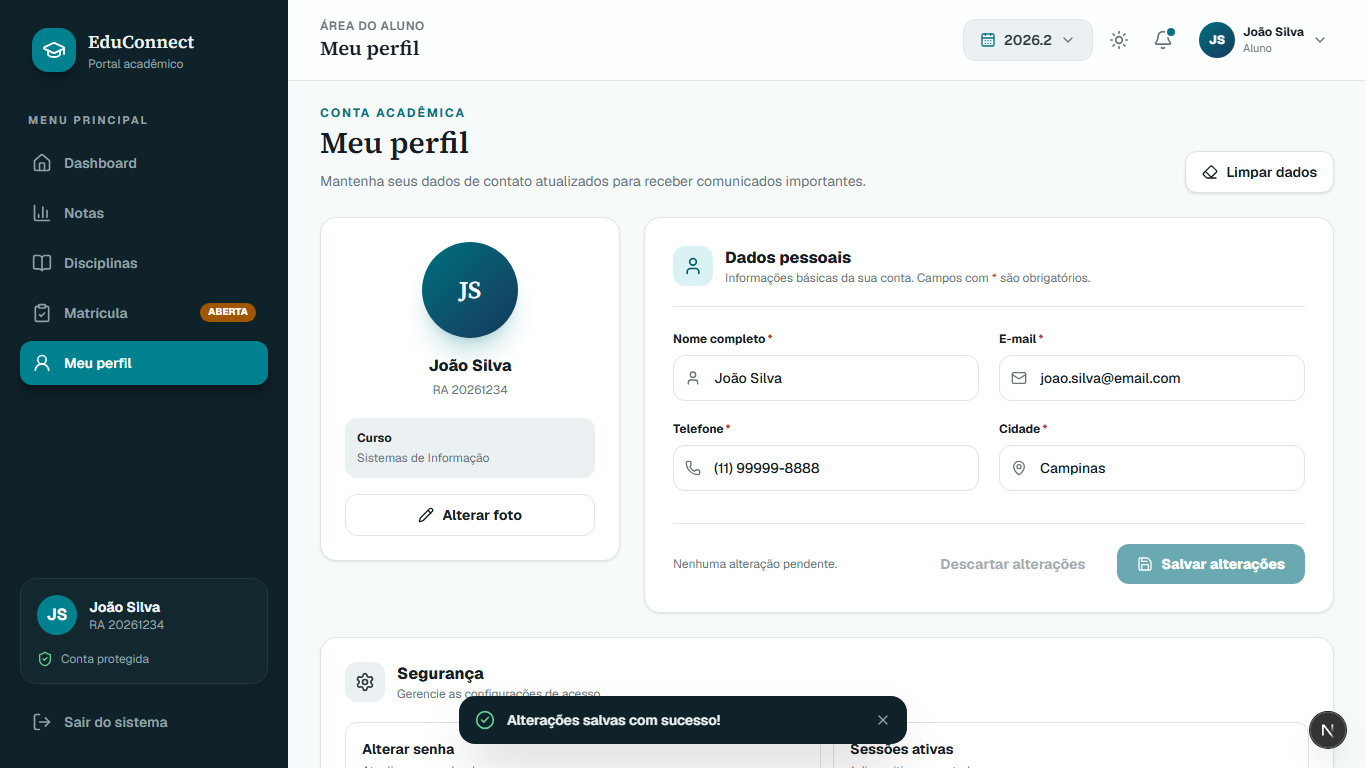 EduConnect
Portal acadêmico
MENU PRINCIPAL
Dashboard
Notas
Disciplinas
Matrícula
ABERTA
Meu perfil
JS
João Silva
RA 20261234
Conta protegida
Sair do sistema
ÁREA DO ALUNO
Meu perfil
2026.2
JS
João Silva
Aluno
CONTA ACADÊMICA
Meu perfil
Mantenha seus dados de contato atualizados para receber comunicados importantes.
Limpar dados
JS
João Silva
RA 20261234
Curso
Sistemas de Informação
Alterar foto
Dados pessoais
Informações básicas da sua conta. Campos com * são obrigatórios.
Nome completo *
João Silva
E-mail *
joao.silva@email.com
Telefone *
(11) 99999-8888
Cidade *
Campinas
Nenhuma alteração pendente.
Descartar alterações
Salvar alterações
Segurança
Gerencie as configurações de acesso.
Alterações salvas com sucesso!
Alterar senha
Sessões ativas
N